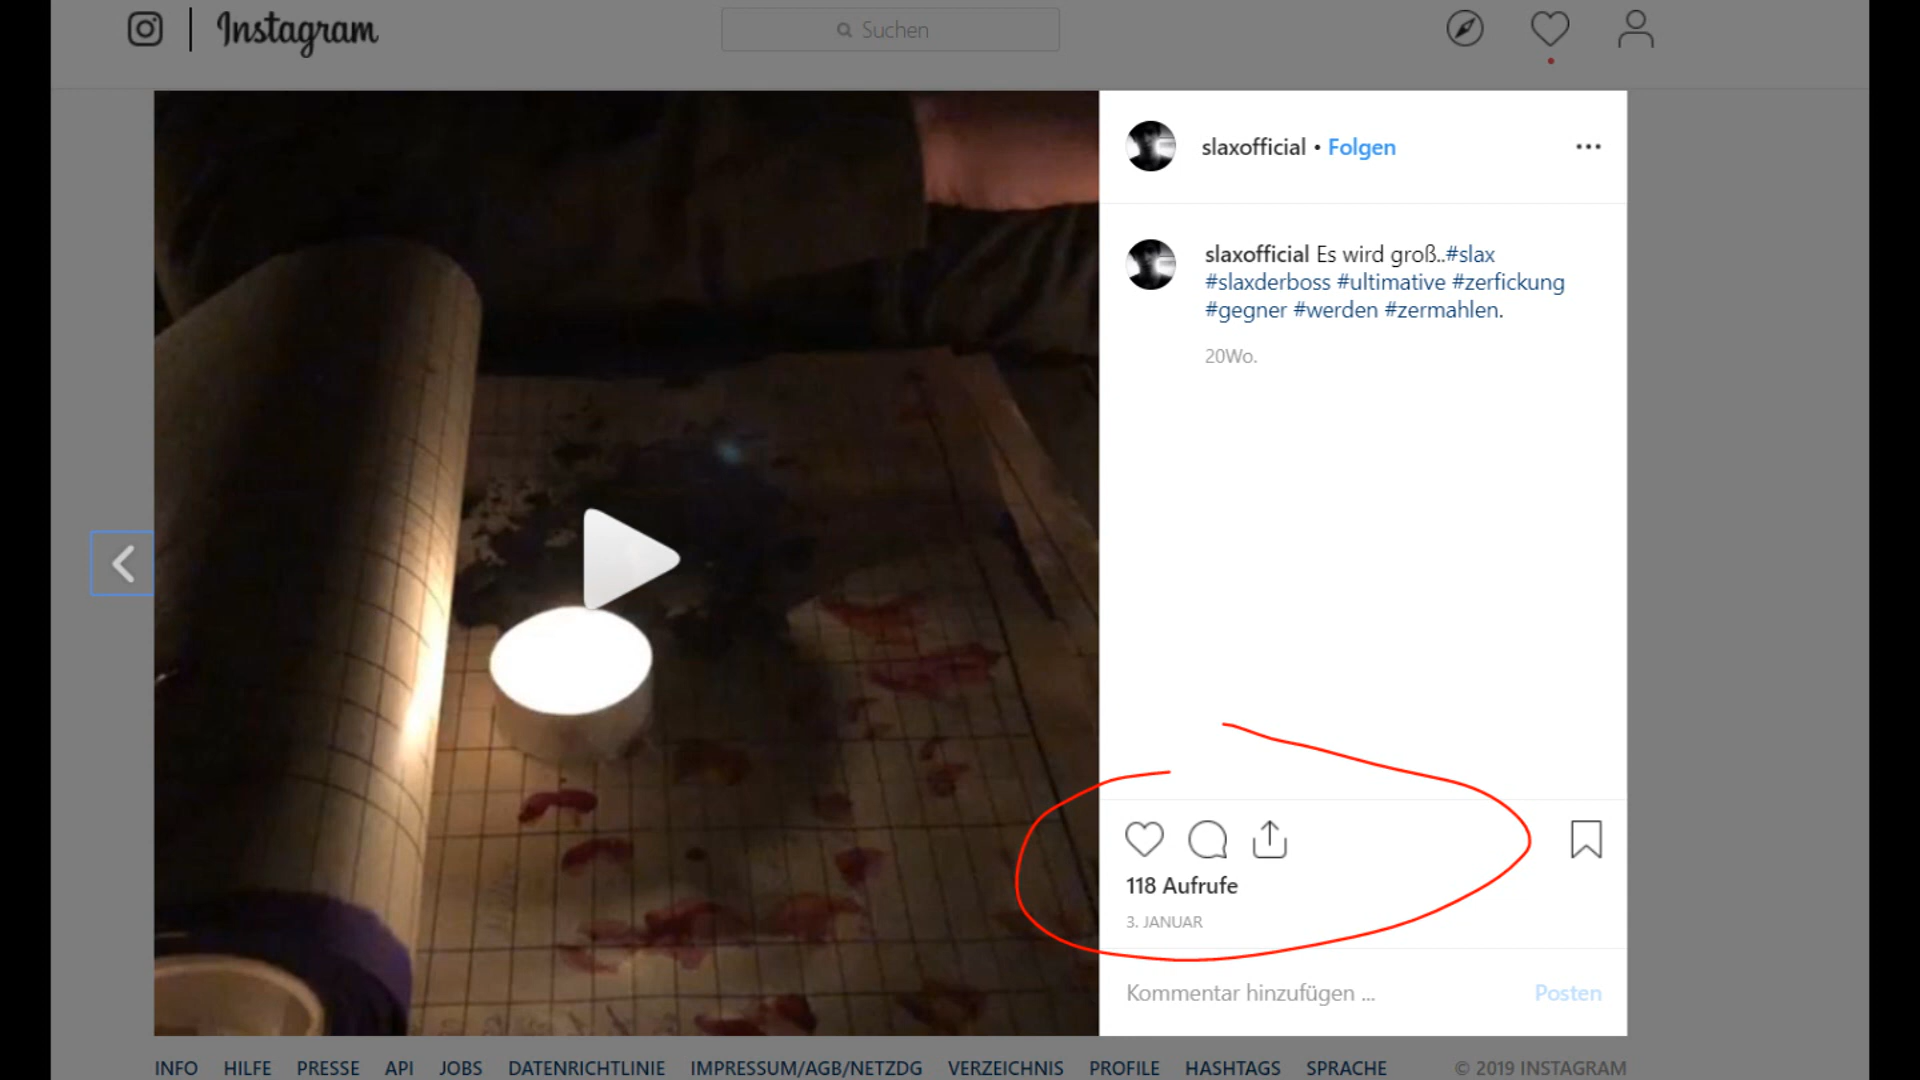 Instagram
Suchen
slaxofficial • Folgen
slaxofficial Es wird groß..#slax
#slaxderboss #ultimative #zerfickung
#gegner #werden #zermahlen.
20Wo.
118 Aufrufe
3. JANUAR
Kommentar hinzufügen ... Posten
INFO HILFE PRESSE API JOBS DATENRICHTLINIE IMPRESSUM/AGB/NETZDG VERZEICHNIS PROFILE HASHTAGS SPRACHE © 2019 INSTAGRAM